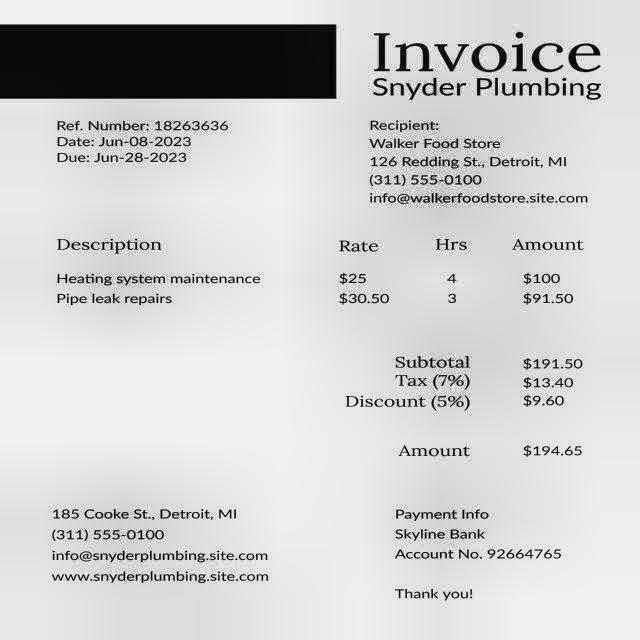 Invoice
Snyder Plumbing
Ref. Number: 18263636
Date: Jun-08-2023
Due: Jun-28-2023
Recipient:
Walker Food Store
126 Redding St., Detroit, MI
(311) 555-0100
info@walkerfoodstore.site.com
Description Rate Hrs Amount
Heating system maintenance $25 4 $100
Pipe leak repairs $30.50 3 $91.50
Subtotal $191.50
Tax (7%) $13.40
Discount (5%) $9.60
Amount $194.65
185 Cooke St., Detroit, MI
(311) 555-0100
info@snyderplumbing.site.com
www.snyderplumbing.site.com
Payment Info
Skyline Bank
Account No. 92664765
Thank you!